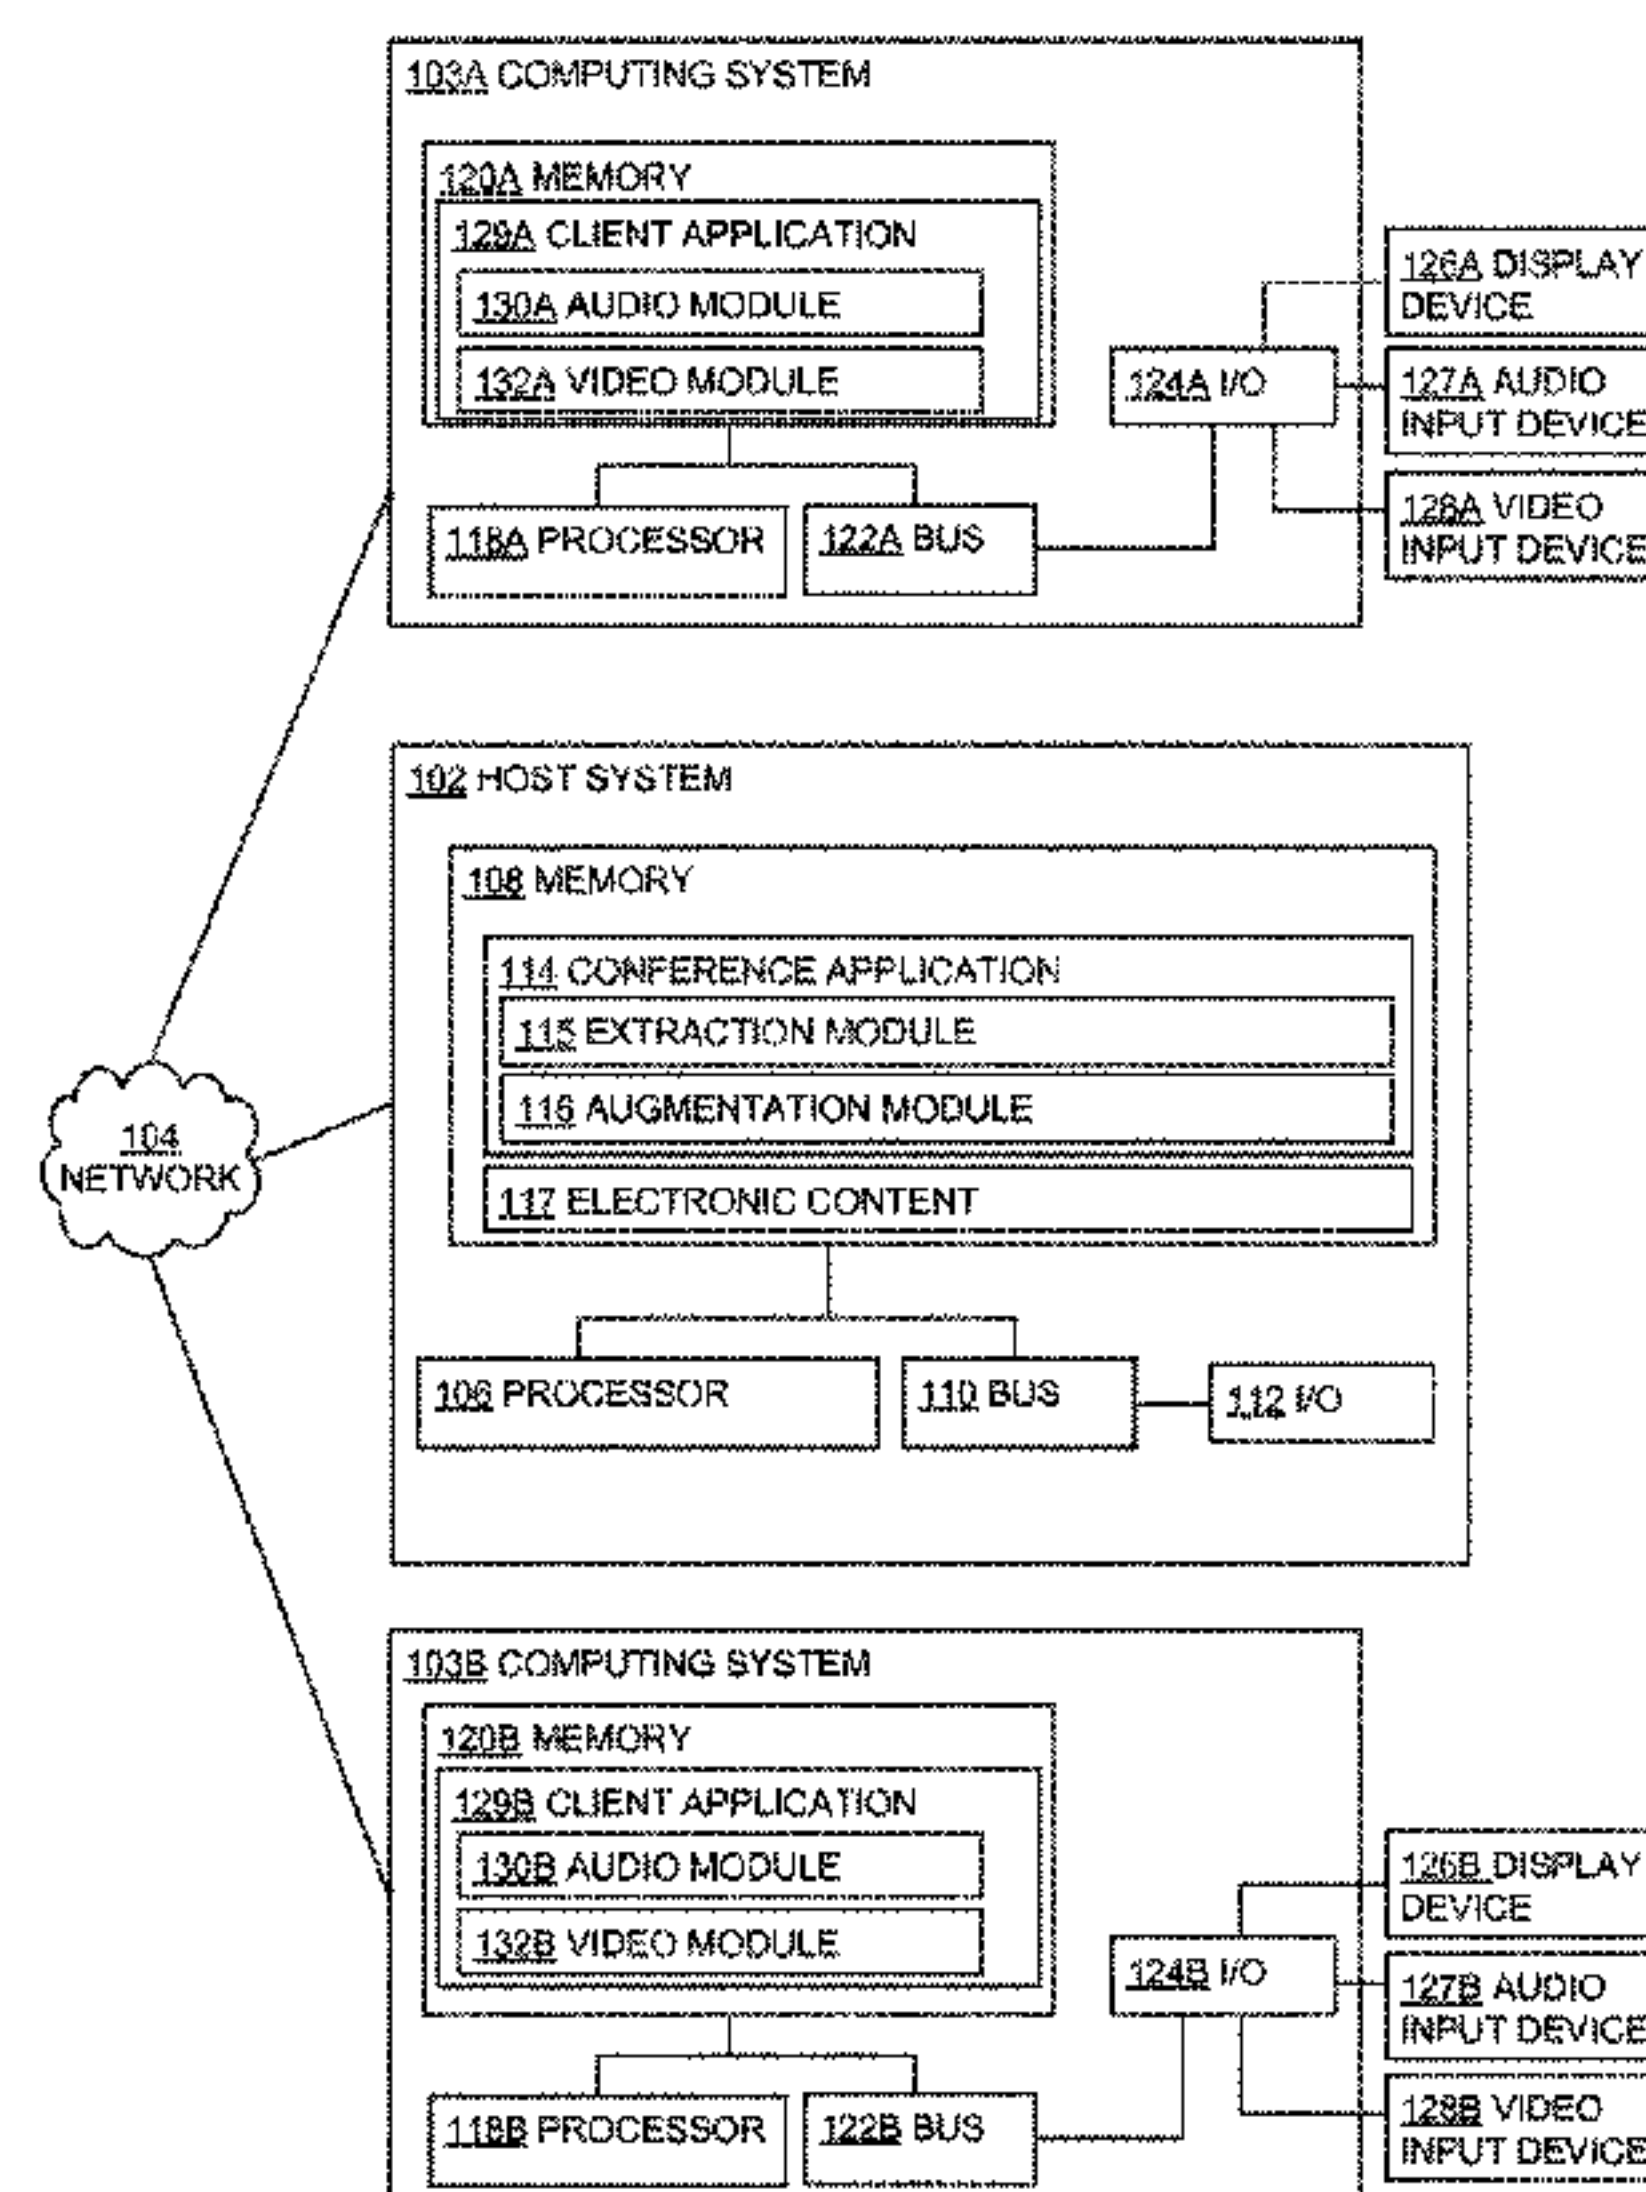 103A COMPUTING SYSTEM
120A MEMORY
129A CLIENT APPLICATION
130A AUDIO MODULE
132A VIDEO MODULE
118A PROCESSOR
122A BUS
124A I/O
126A DISPLAY
DEVICE
127A AUDIO
INPUT DEVICE
128A VIDEO
INPUT DEVICE
104
NETWORK
102 HOST SYSTEM
108 MEMORY
114 CONFERENCE APPLICATION
115 EXTRACTION MODULE
116 AUGMENTATION MODULE
117 ELECTRONIC CONTENT
106 PROCESSOR
110 BUS
112 I/O
103B COMPUTING SYSTEM
120B MEMORY
129B CLIENT APPLICATION
130B AUDIO MODULE
132B VIDEO MODULE
118B PROCESSOR
122B BUS
124B I/O
126B DISPLAY
DEVICE
127B AUDIO
INPUT DEVICE
128B VIDEO
INPUT DEVICE